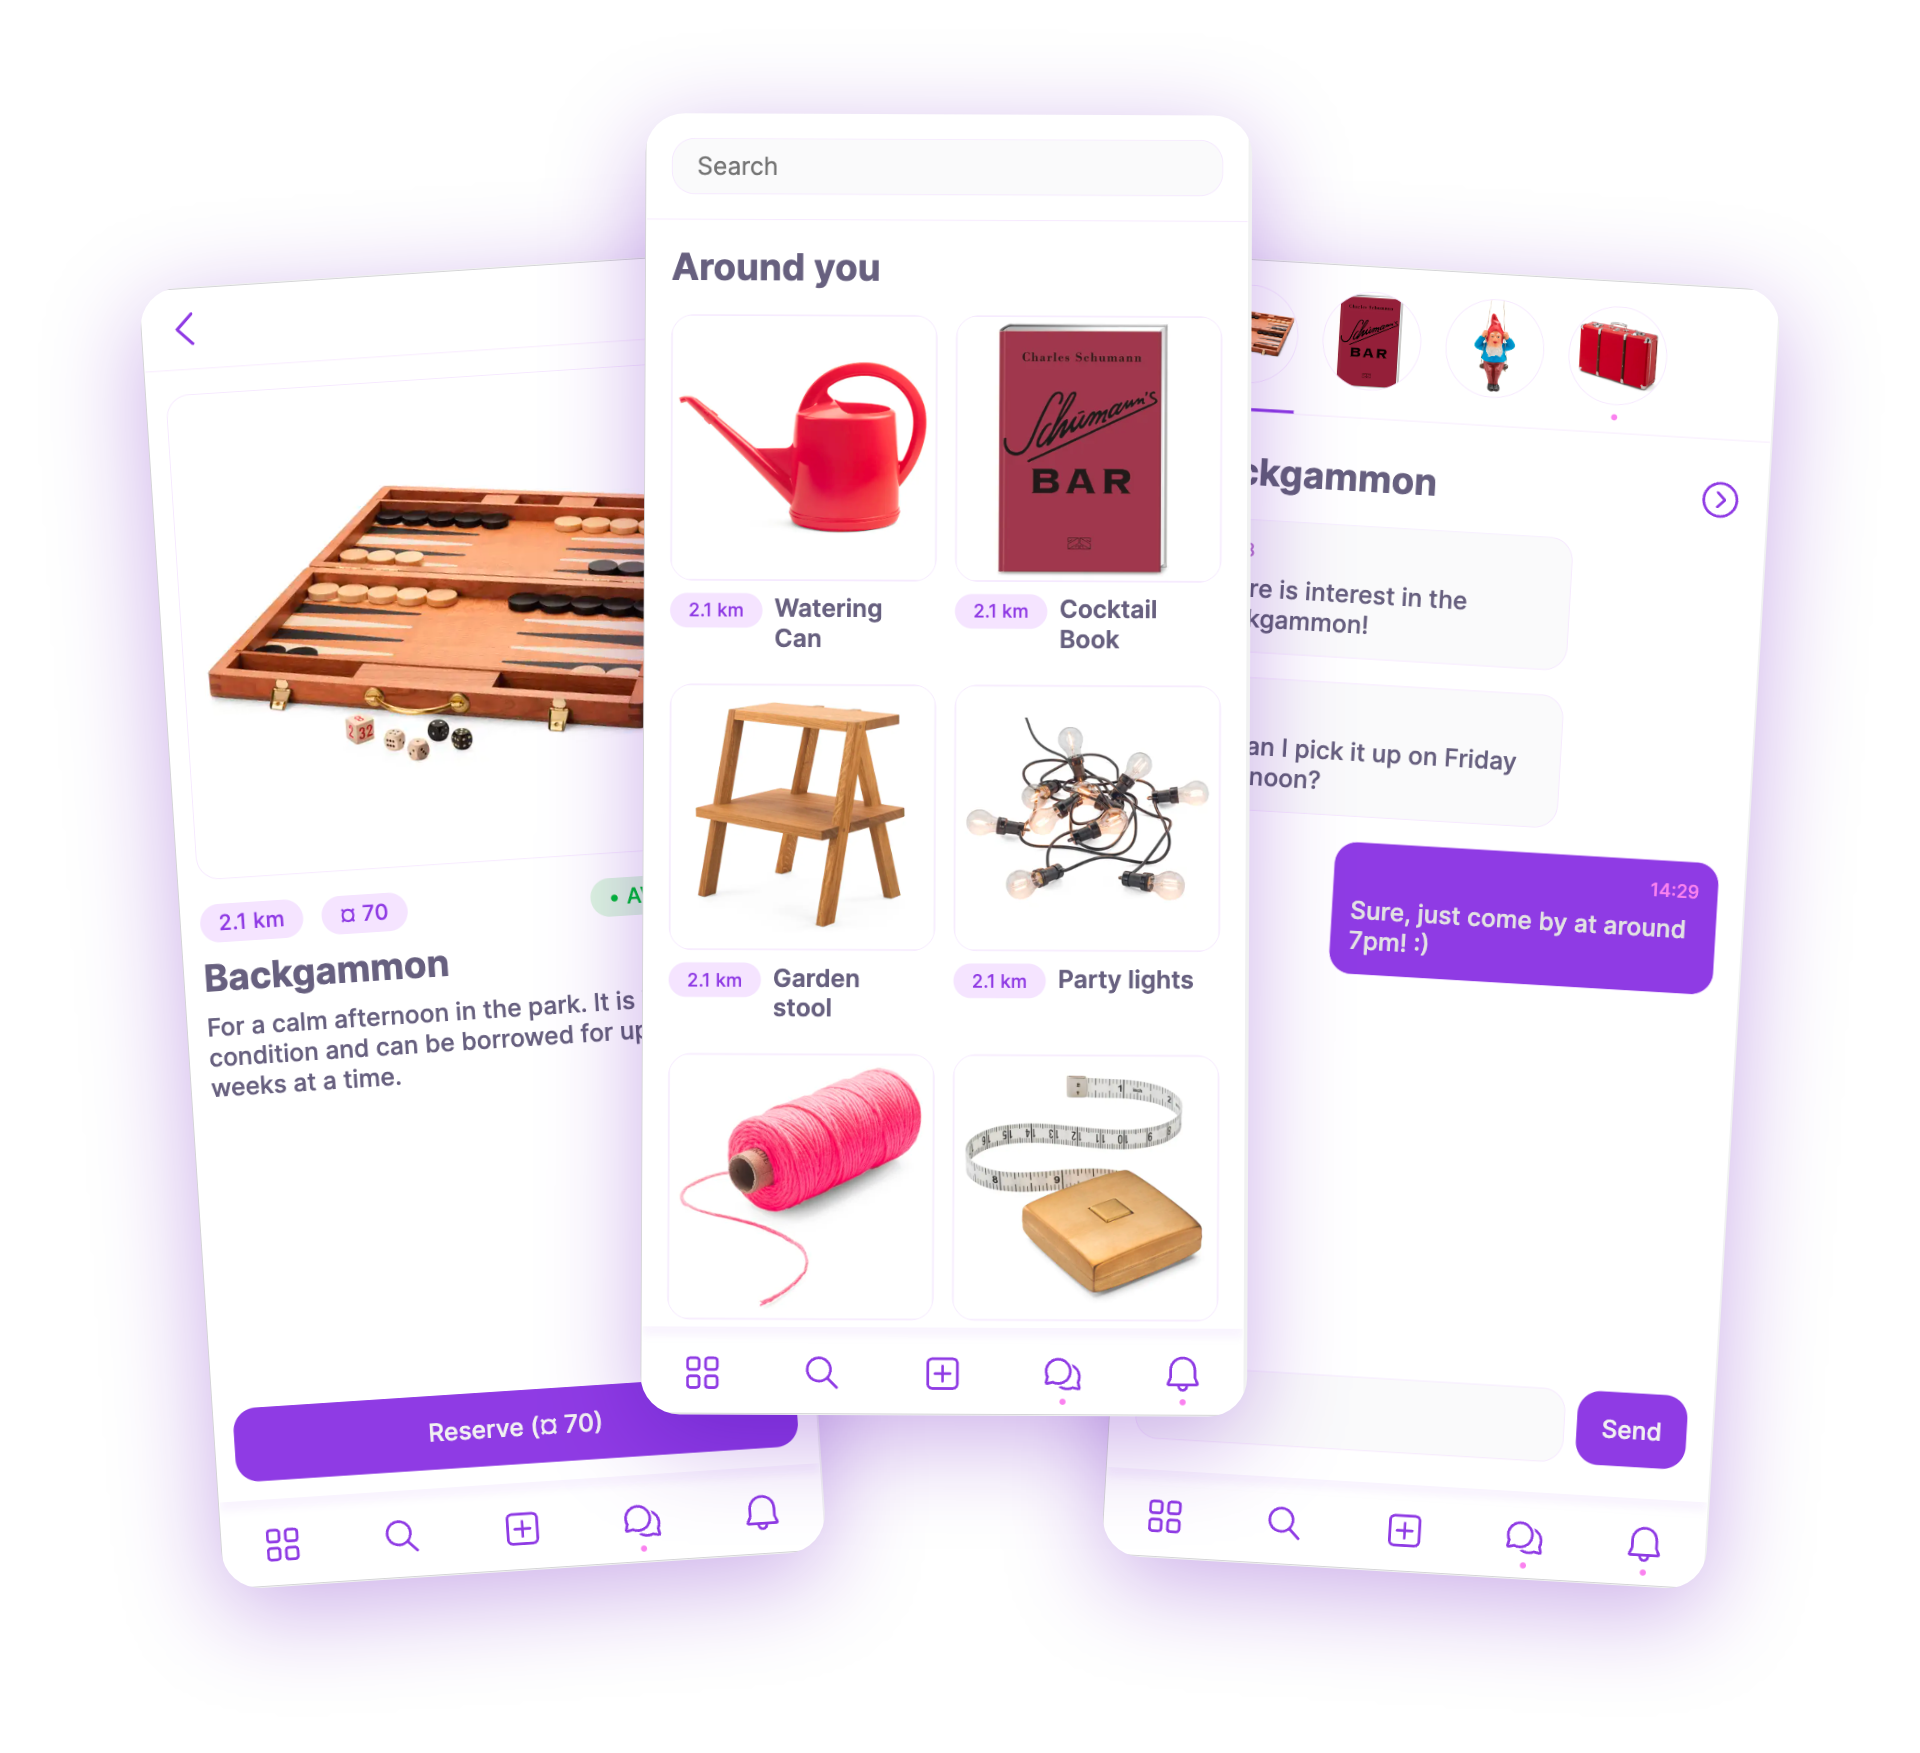 2.1 km
¤ 70
Backgammon
For a calm afternoon in the park. It is
condition and can be borrowed for up
weeks at a time.
Reserve (¤ 70)
Search
Around you
Charles Schumann
Schumann's
BAR
2.1 km
Watering
Can
2.1 km
Cocktail
Book
2.1 km
Garden
stool
2.1 km
Party lights
Charles Schumann
Schumann's
BAR
ckgammon
re is interest in the
kgammon!
an I pick it up on Friday
noon?
14:29
Sure, just come by at around
7pm! :)
Send